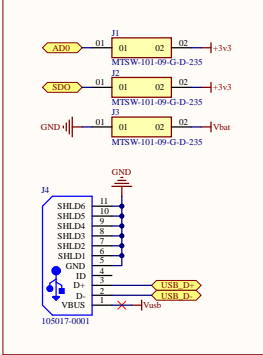 J1
AD0 01 01 02 02 +3v3
MTSW-101-09-G-D-235
J2
SDO 01 01 02 02 +3v3
MTSW-101-09-G-D-235
J3
GND 01 01 02 02 Vbat
MTSW-101-09-G-D-235
GND
J4
SHLD6 11
SHLD5 10
SHLD4 9
SHLD3 8
SHLD2 7
SHLD1 6
GND 5
ID 4
D+ 3 USB_D+
D- 2 USB_D-
VBUS 1 Vusb
105017-0001